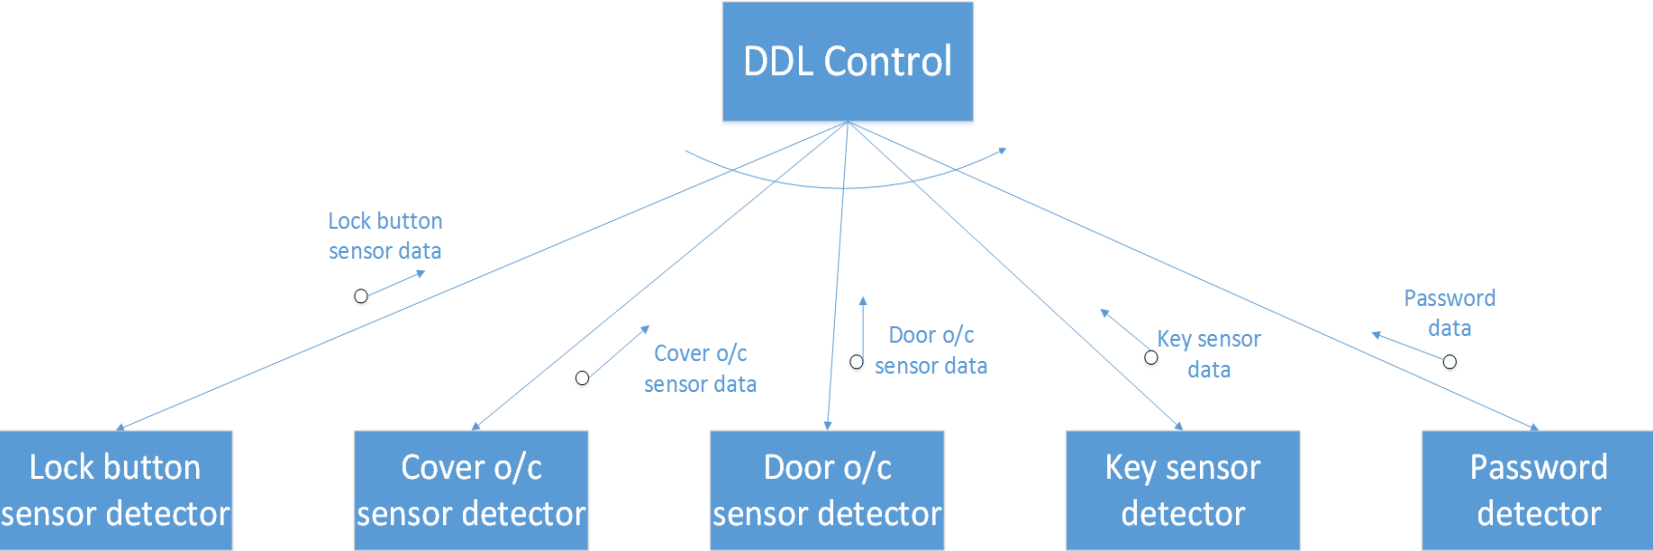 DDL Control
Lock button
sensor data
Cover o/c
sensor data
Door o/c
sensor data
Key sensor
data
Password
data
Lock button
sensor detector
Cover o/c
sensor detector
Door o/c
sensor detector
Key sensor
detector
Password
detector